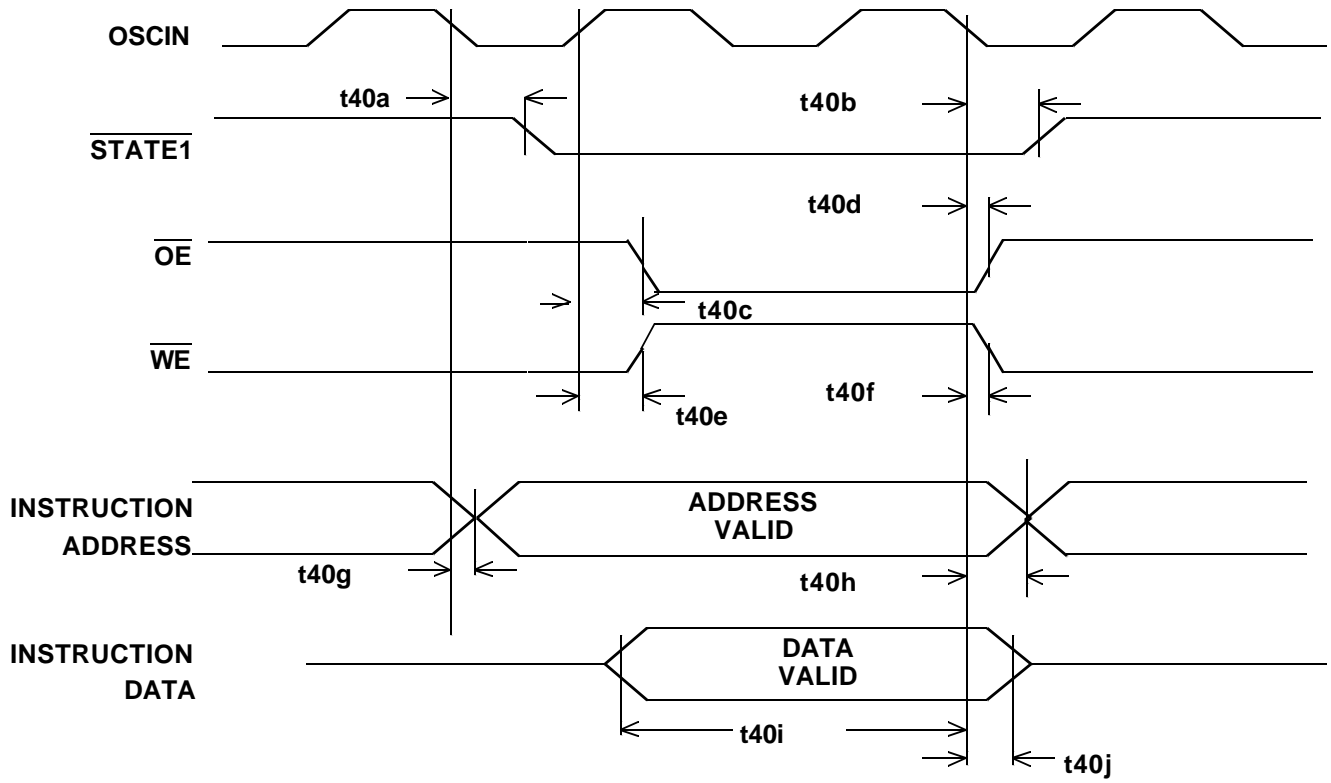 OSCIN
t40a
t40b
STATE1
t40d
OE
t40c
WE
t40f
t40e
INSTRUCTION
ADDRESS
ADDRESS
VALID
t40g
t40h
INSTRUCTION
DATA
DATA
VALID
t40i
t40j